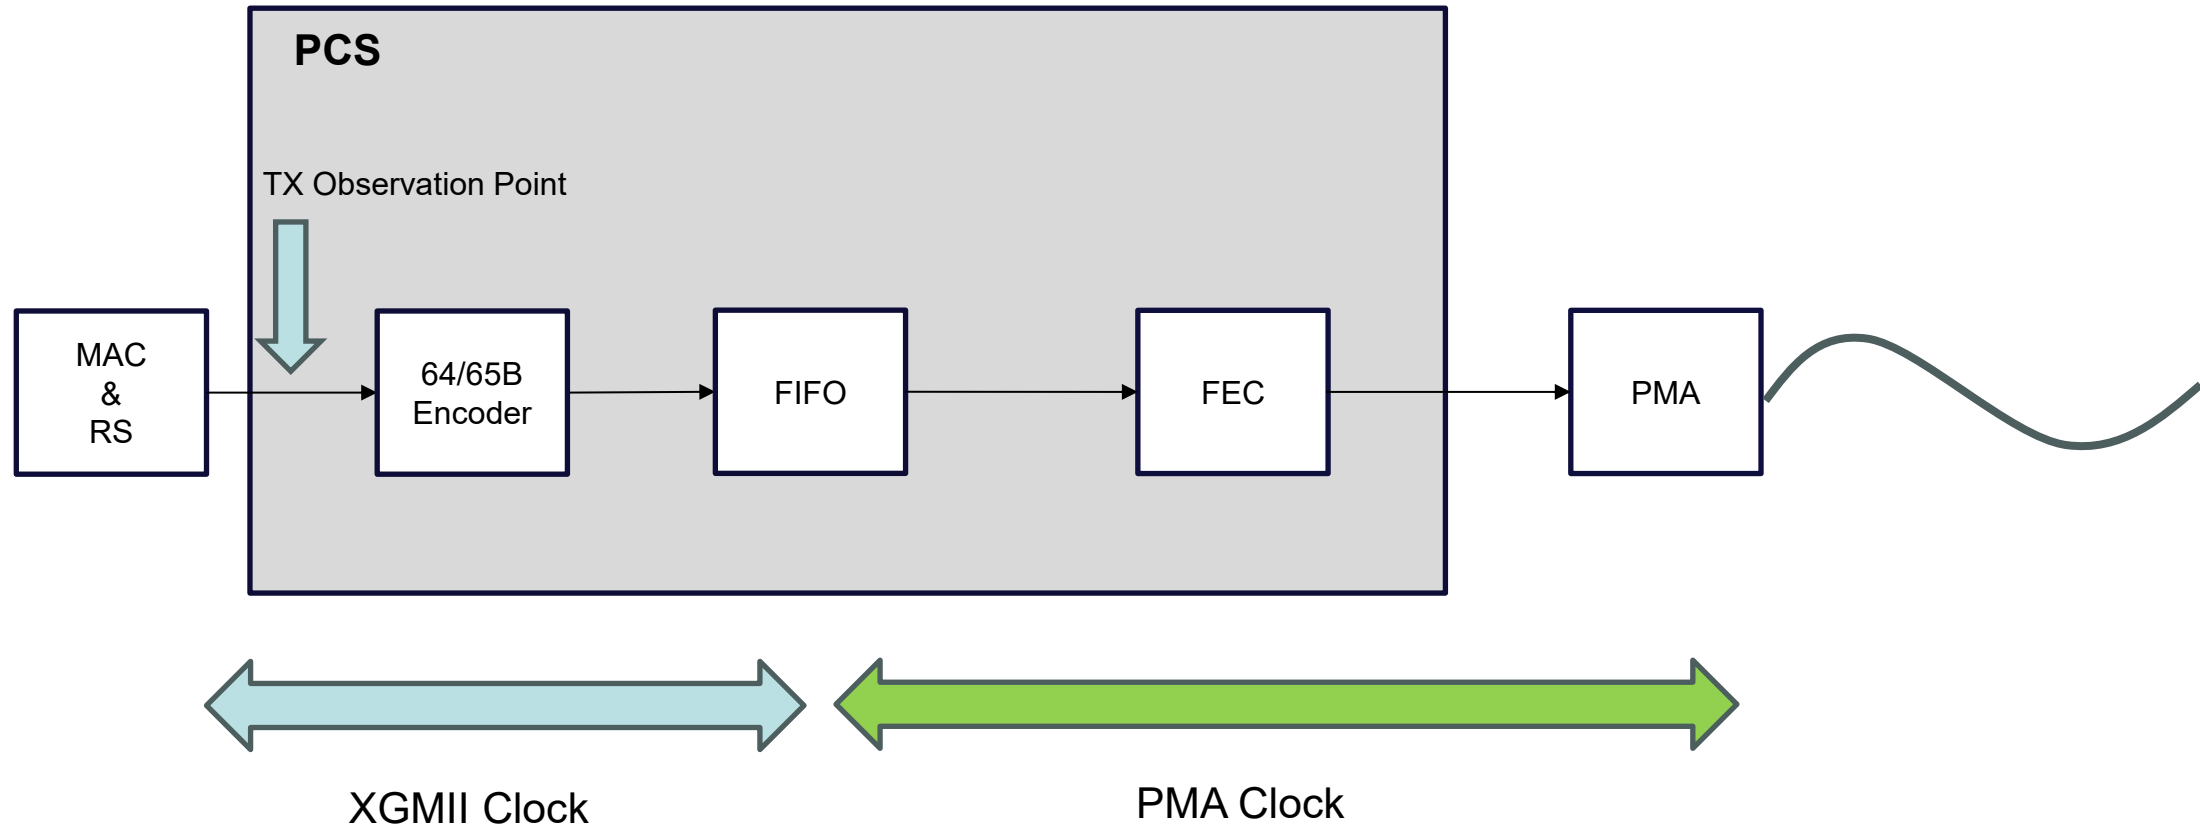 PCS
TX Observation Point
MAC
&
RS
64/65B
Encoder
FIFO
FEC
PMA
XGMII Clock
PMA Clock